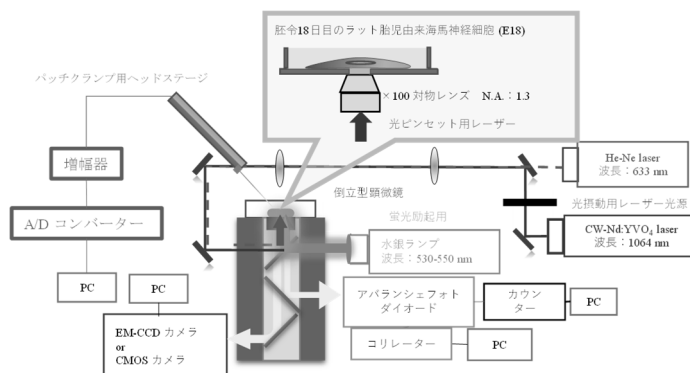 胚令18日目のラット胎児由来海馬神経細胞 (E18)
×100 対物レンズ N.A.：1.3
光ピンセット用レーザー
パッチクランプ用ヘッドステージ
増幅器
A/D コンバーター
PC
PC
EM-CCD カメラ
or
CMOS カメラ
倒立型顕微鏡
蛍光励起用
水銀ランプ
波長：530-550 nm
He-Ne laser
波長：633 nm
光摂動用レーザー光源
CW-Nd:YVO4 laser
波長：1064 nm
アバランシェフォト
ダイオード
カウン
ター
PC
コリレーター
PC